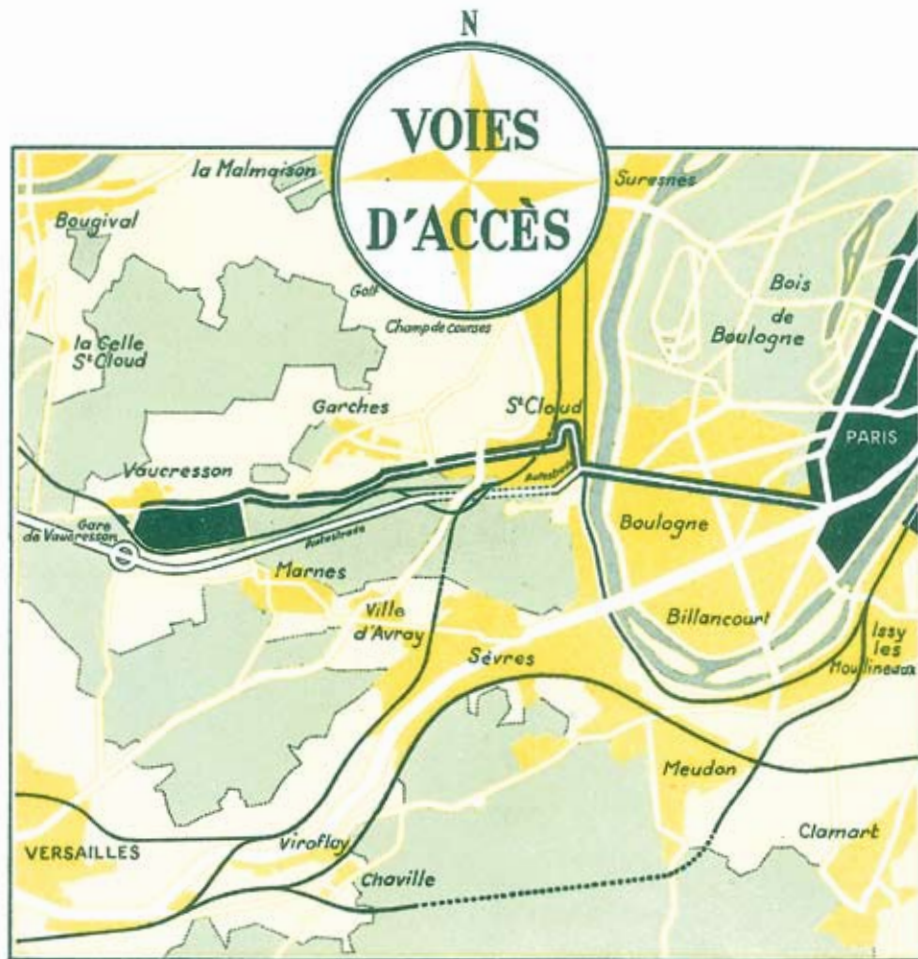 N
VOIES
D'ACCÈS
la Malmaison
Suresnes
Bougival
Golf
Bois
de
Boulogne
Champ de courses
la Celle
St Cloud
Garches
St Cloud
PARIS
Vaucresson
Autostrade
Gare
de Vaucresson
Autostrade
Boulogne
Marnes
Ville
d'Avray
Billancourt
Issy
les
Moulineaux
Sèvres
Meudon
Clamart
Viroflay
VERSAILLES
Chaville